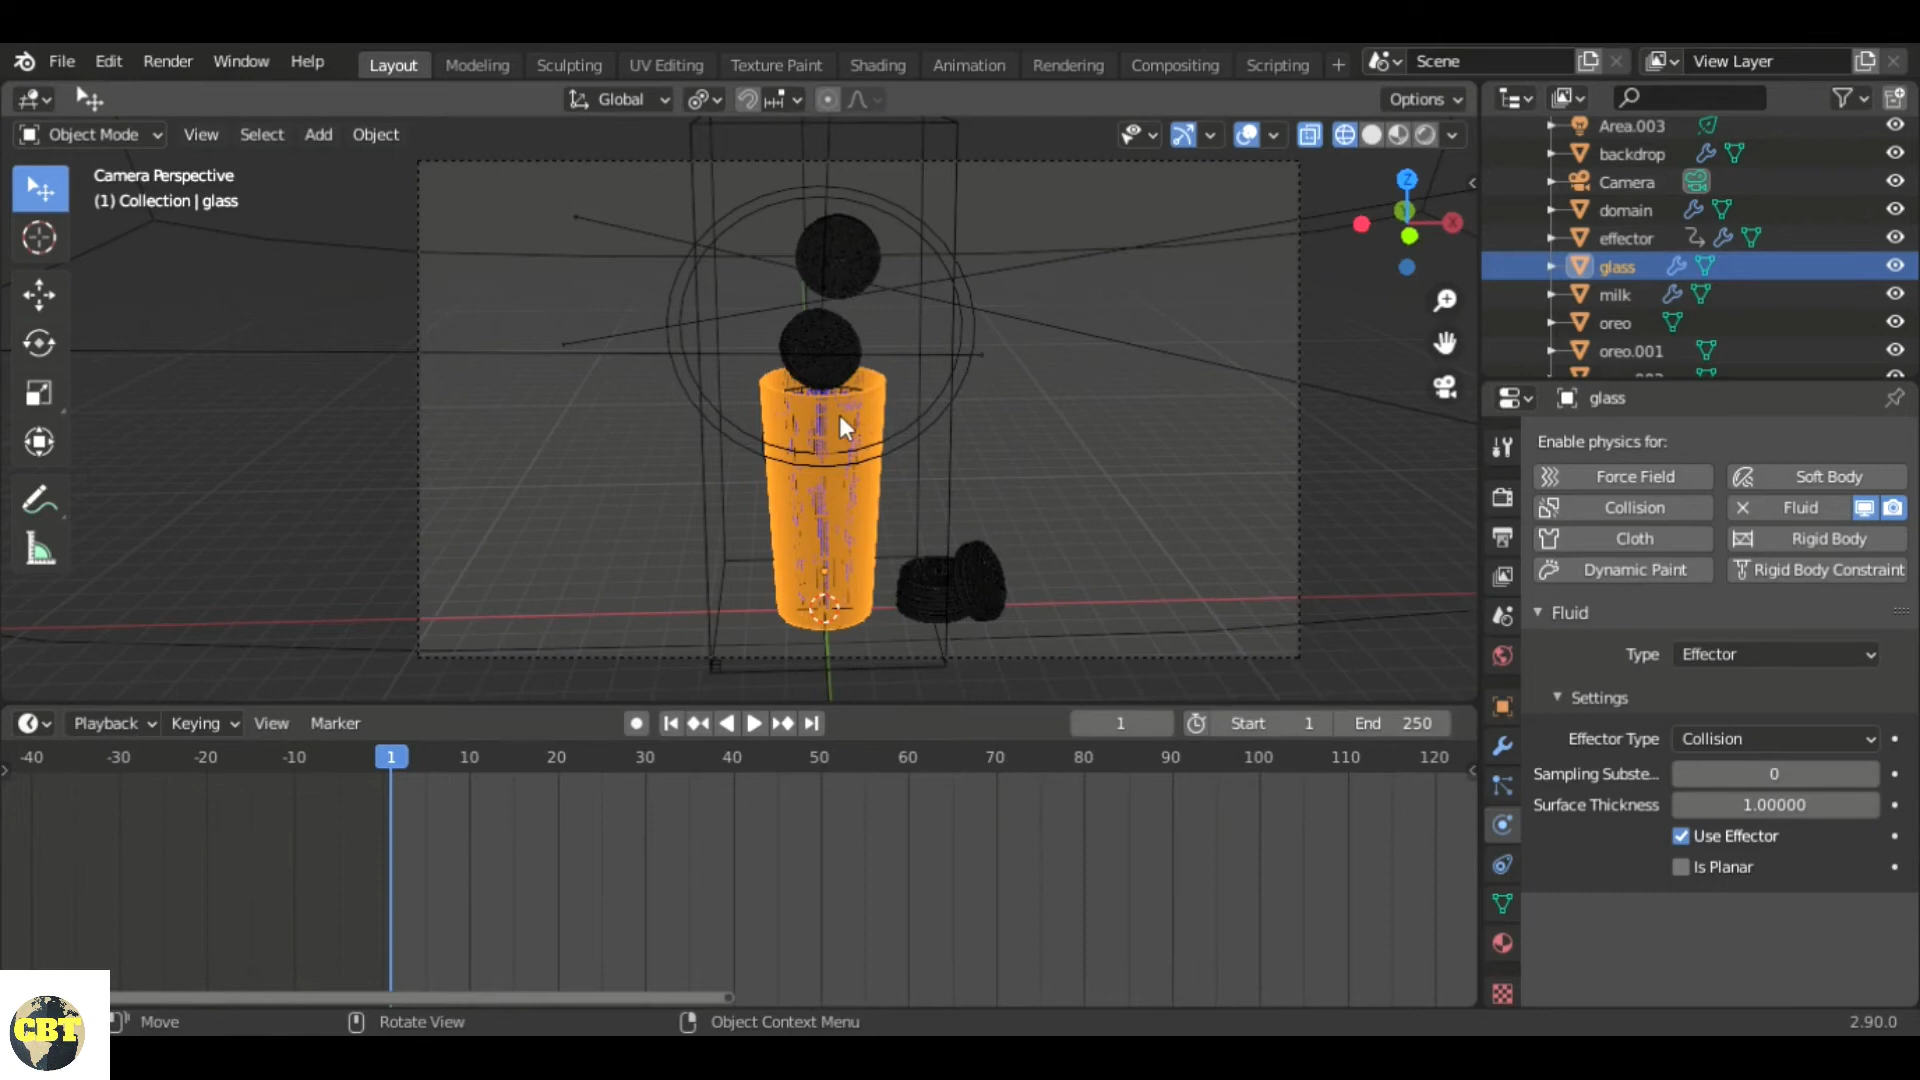 File Edit Render Window Help Layout Modeling Sculpting UV Editing Texture Paint Shading Animation Rendering Compositing Scripting + Scene View Layer
Global Options
Object Mode View Select Add Object
Camera Perspective
(1) Collection | glass
Z
X
Area.003
backdrop
Camera
domain
effector
glass
milk
oreo
oreo.001
glass
Enable physics for:
Force Field Soft Body
Collision Fluid
Cloth Rigid Body
Dynamic Paint Rigid Body Constraint
Fluid
Type Effector
Settings
Effector Type Collision
Sampling Subste... 0
Surface Thickness 1.00000
Use Effector
Is Planar
Playback Keying View Marker 1 Start 1 End 250
-40 -30 -20 -10 1 10 20 30 40 50 60 70 80 90 100 110 120
CBT
Move Rotate View Object Context Menu 2.90.0